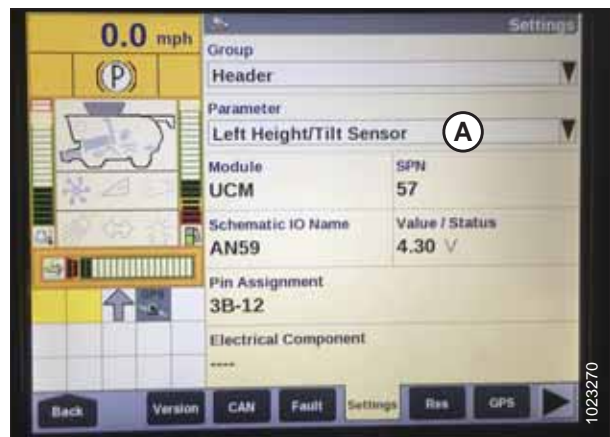 0.0 mph
Settings
(P)
Group
Header
Parameter
Left Height/Tilt Sensor
A
Module
SPN
UCM
57
Schematic IO Name
Value / Status
AN59
4.30 V
Pin Assignment
3B-12
Electrical Component
----
Back
Version
CAN
Fault
Settings
Res
GPS
1023270